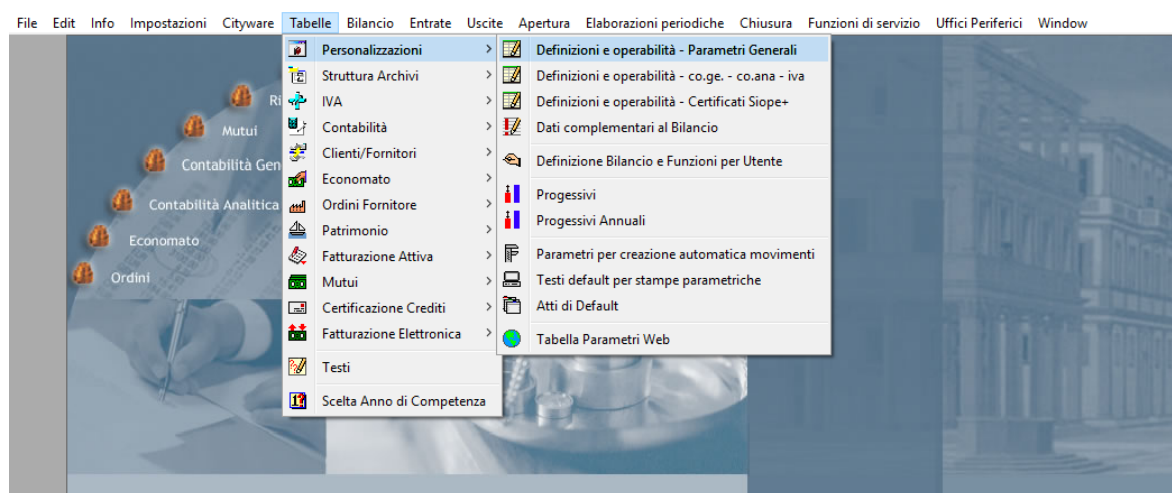 File Edit Info Impostazioni Cityware Tabelle Bilancio Entrate Uscite Apertura Elaborazioni periodiche Chiusura Funzioni di servizio Uffici Periferici Window
Personalizzazioni
Struttura Archivi
IVA
Contabilità
Clienti/Fornitori
Economato
Ordini Fornitore
Patrimonio
Fatturazione Attiva
Mutui
Certificazione Crediti
Fatturazione Elettronica
Testi
Scelta Anno di Competenza
Definizioni e operabilità - Parametri Generali
Definizioni e operabilità - co.ge. - co.ana - iva
Definizioni e operabilità - Certificati Siope+
Dati complementari al Bilancio
Definizione Bilancio e Funzioni per Utente
Progessivi
Progessivi Annuali
Parametri per creazione automatica movimenti
Testi default per stampe parametriche
Atti di Default
Tabella Parametri Web
Ri
Mutui
Contabilità Gen
Contabilità Analitica
Economato
Ordini